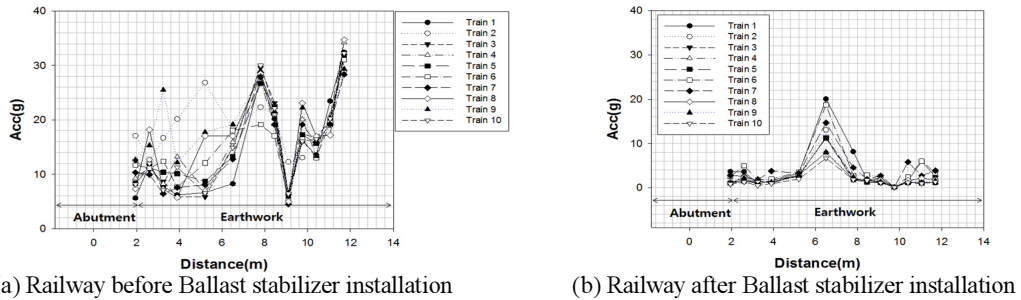 40
30
20
10
0
Acc(g)
Abutment
Earthwork
0 2 4 6 8 10 12 14
Distance(m)
Train 1
Train 2
Train 3
Train 4
Train 5
Train 6
Train 7
Train 8
Train 9
Train 10
(a) Railway before Ballast stabilizer installation
40
30
20
10
0
Acc(g)
Abutment
Earthwork
0 2 4 6 8 10 12 14
Distance(m)
Train 1
Train 2
Train 3
Train 4
Train 5
Train 6
Train 7
Train 8
Train 9
Train 10
(b) Railway after Ballast stabilizer installation